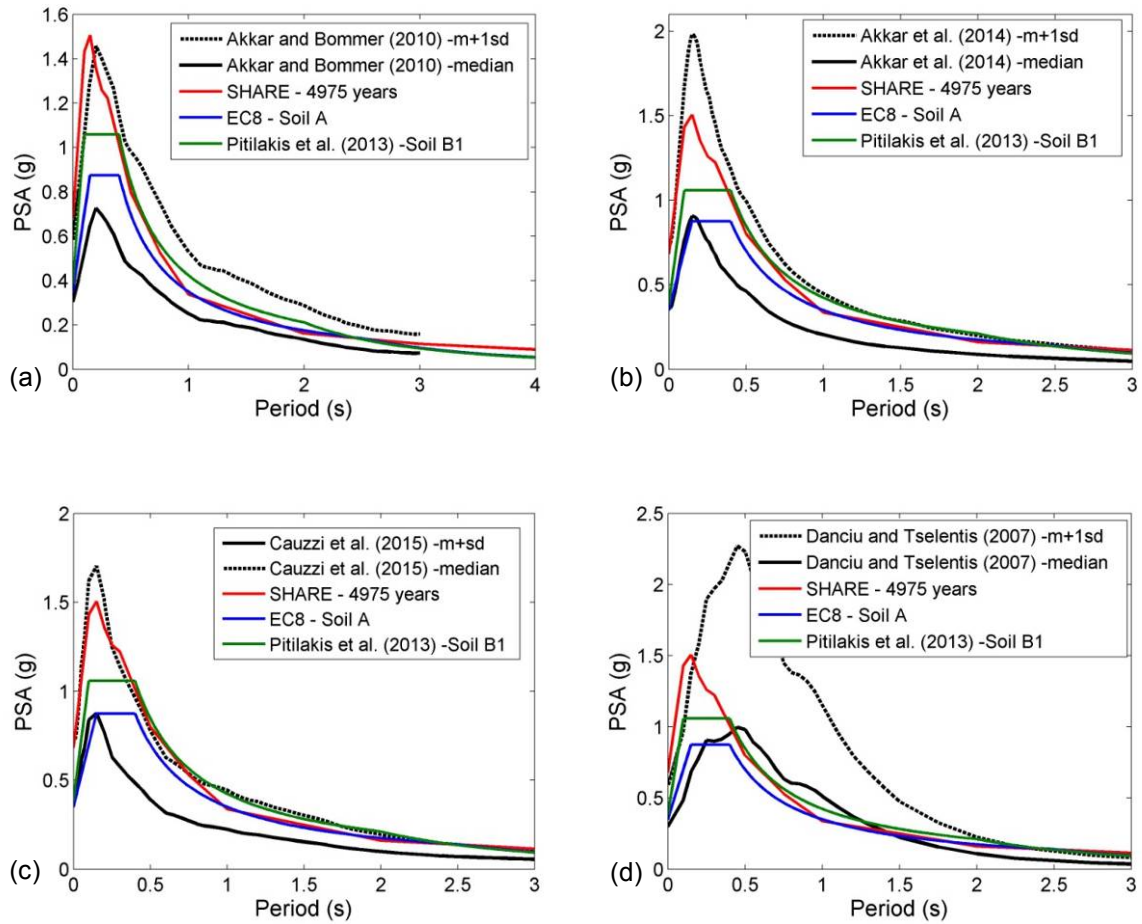 1.6
1.4
1.2
1
0.8
0.6
0.4
0.2
0
PSA (g)
Akkar and Bommer (2010) -m+1sd
Akkar and Bommer (2010) -median
SHARE - 4975 years
EC8 - Soil A
Pitilakis et al. (2013) -Soil B1
0 1 2 3 4
Period (s)
(a)
2
1.5
1
0.5
0
PSA (g)
Akkar et al. (2014) -m+1sd
Akkar et al. (2014) -median
SHARE - 4975 years
EC8 - Soil A
Pitilakis et al. (2013) -Soil B1
0 0.5 1 1.5 2 2.5 3
Period (s)
(b)
2
1.5
1
0.5
0
PSA (g)
Cauzzi et al. (2015) -m+sd
Cauzzi et al. (2015) -median
SHARE - 4975 years
EC8 - Soil A
Pitilakis et al. (2013) -Soil B1
0 0.5 1 1.5 2 2.5 3
Period (s)
(c)
2.5
2
1.5
1
0.5
0
PSA (g)
Danciu and Tselentis (2007) -m+1sd
Danciu and Tselentis (2007) -median
SHARE - 4975 years
EC8 - Soil A
Pitilakis et al. (2013) -Soil B1
0 0.5 1 1.5 2 2.5 3
Period (s)
(d)